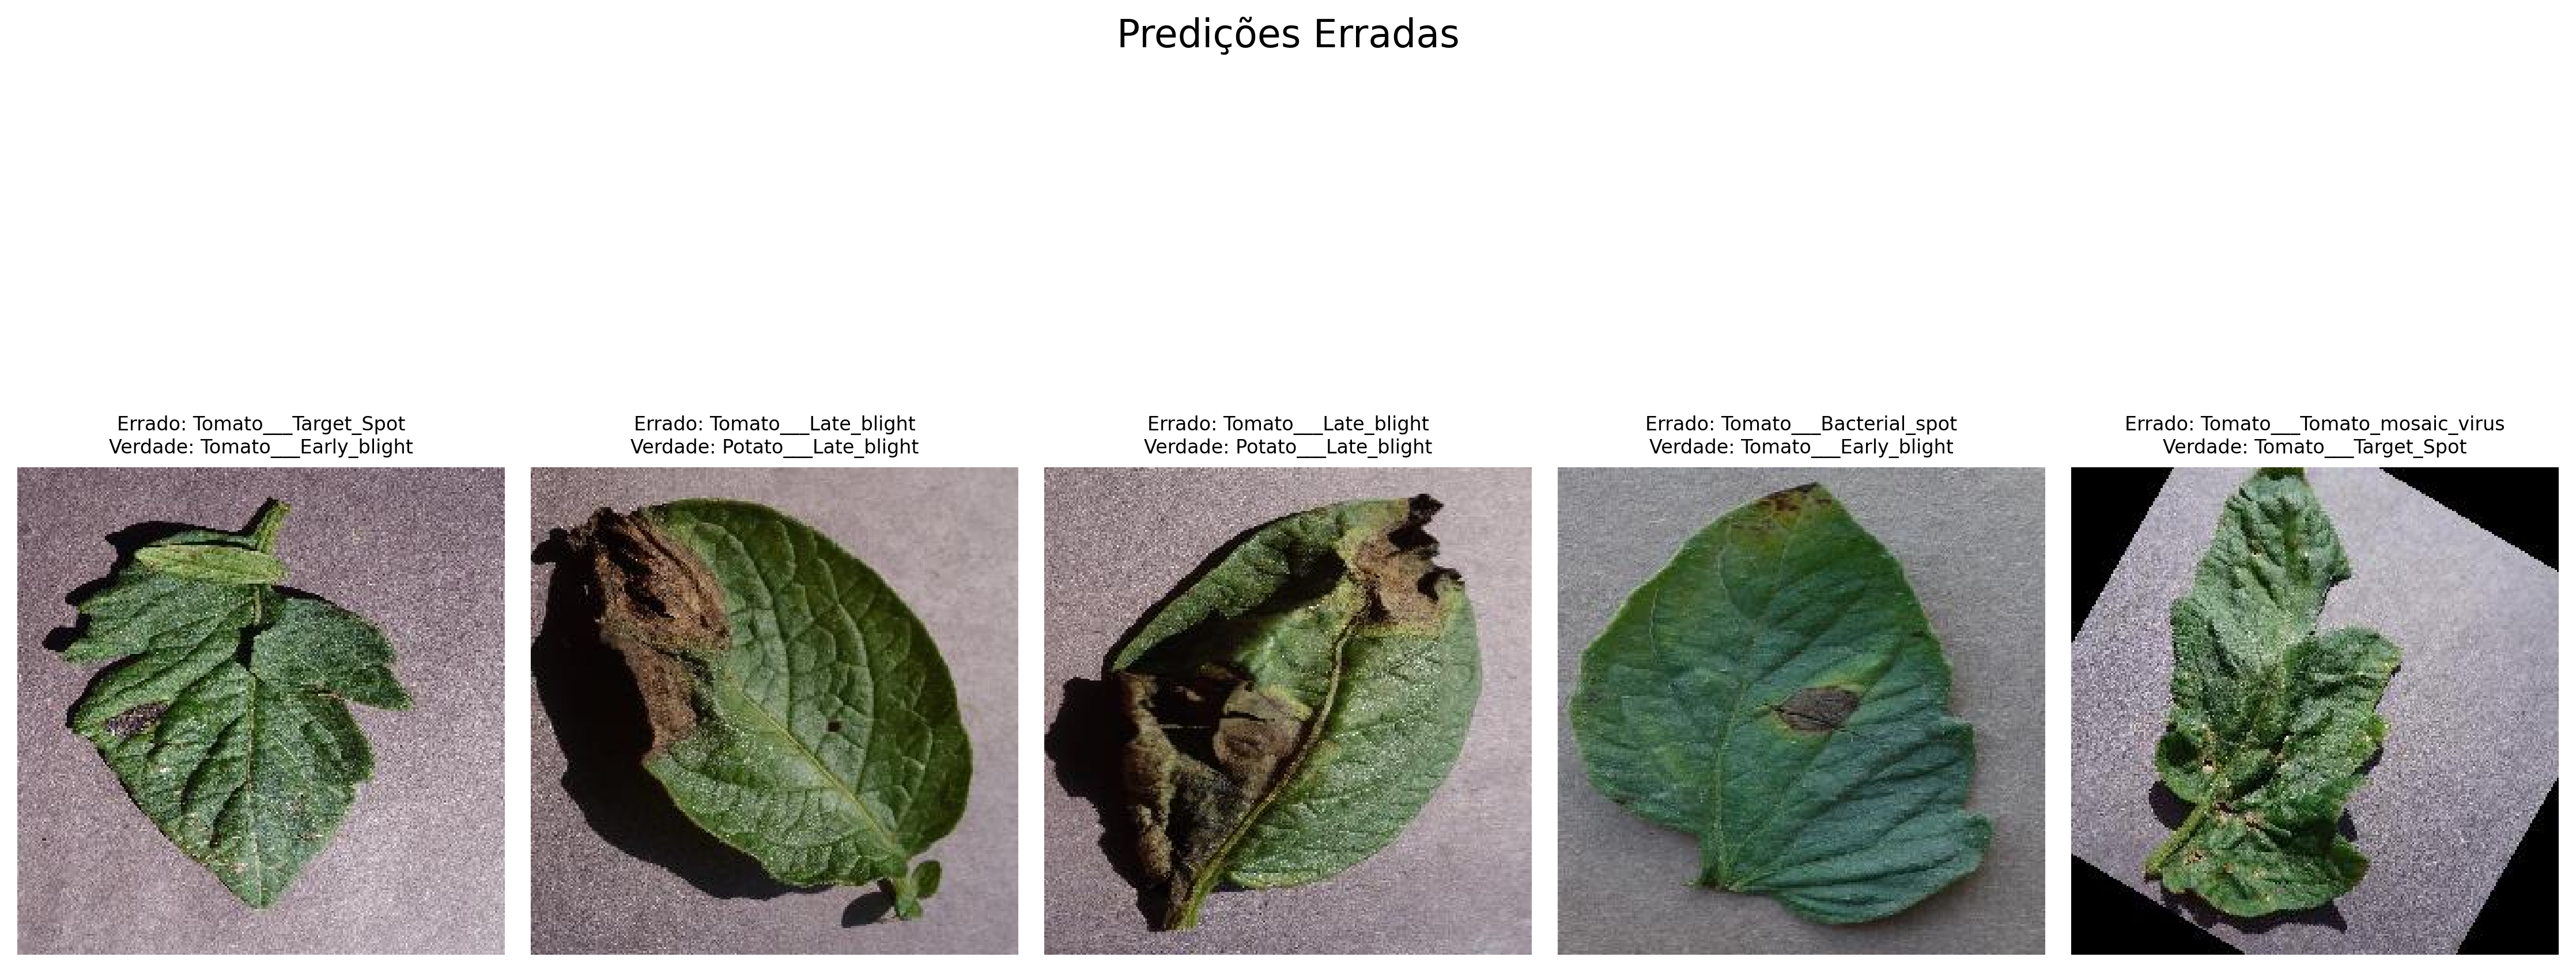 Predições Erradas
Errado: Tomato___Target_Spot
Verdade: Tomato___Early_blight
Errado: Tomato___Late_blight
Verdade: Potato___Late_blight
Errado: Tomato___Late_blight
Verdade: Potato___Late_blight
Errado: Tomato___Bacterial_spot
Verdade: Tomato___Early_blight
Errado: Tomato___Tomato_mosaic_virus
Verdade: Tomato___Target_Spot